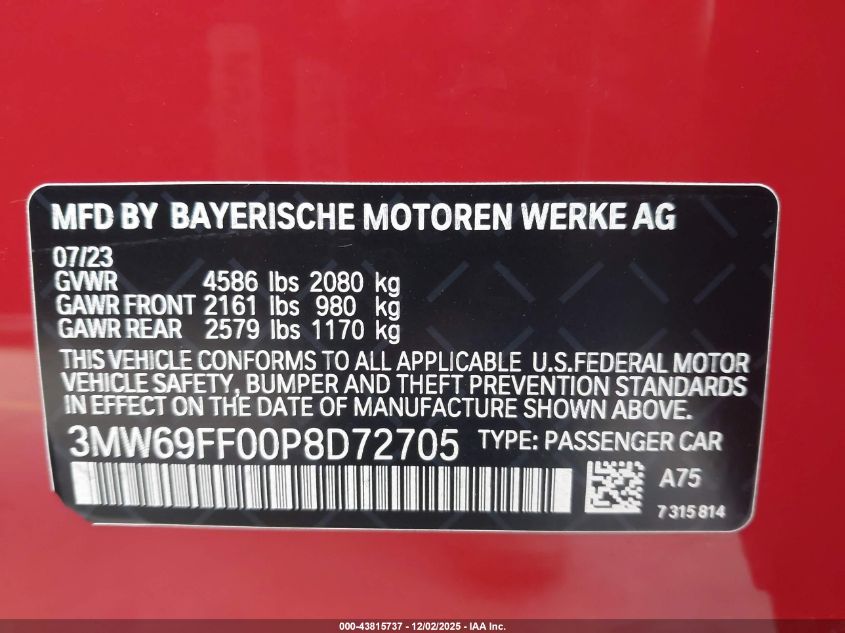 MFD BY BAYERISCHE MOTOREN WERKE AG
07/23
GVWR 4586 lbs 2080 kg
GAWR FRONT 2161 lbs 980 kg
GAWR REAR 2579 lbs 1170 kg
THIS VEHICLE CONFORMS TO ALL APPLICABLE U.S.FEDERAL MOTOR
VEHICLE SAFETY, BUMPER AND THEFT PREVENTION STANDARDS
IN EFFECT ON THE DATE OF MANUFACTURE SHOWN ABOVE.
3MW69FF00P8D72705 TYPE: PASSENGER CAR
A75
7315814
000-43815737 - 12/02/2025 - IAA Inc.